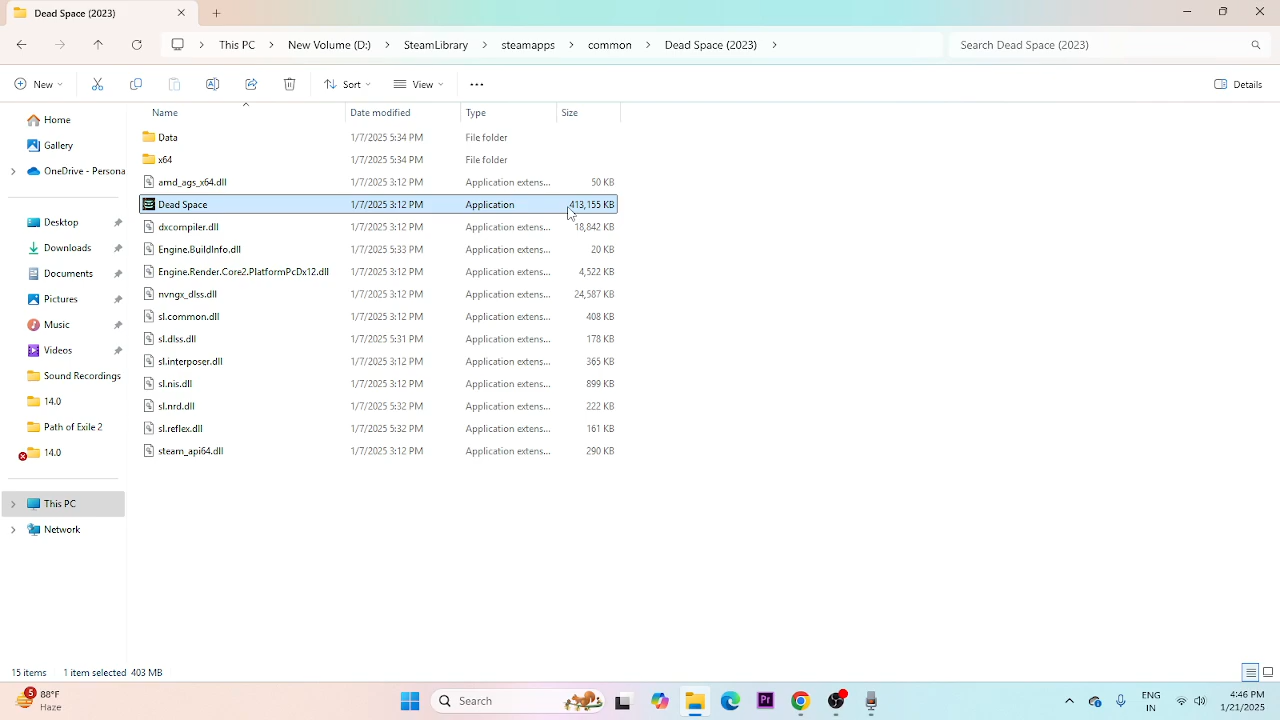 Dead Space (2023)
This PC > New Volume (D:) > SteamLibrary > steamapps > common > Dead Space (2023) >
Search Dead Space (2023)
New
Sort
View
Details
Name Date modified Type Size
Home
Gallery
OneDrive - Persona
Desktop
Downloads
Documents
Pictures
Music
Videos
Sound Recordings
14.0
Path of Exile 2
14.0
This PC
Network
Data 1/7/2025 5:34 PM File folder
x64 1/7/2025 5:34 PM File folder
amd_ags_x64.dll 1/7/2025 3:12 PM Application extens... 50 KB
Dead Space 1/7/2025 3:12 PM Application 413,155 KB
dxcompiler.dll 1/7/2025 3:12 PM Application extens... 18,842 KB
Engine.BuildInfo.dll 1/7/2025 5:33 PM Application extens... 20 KB
Engine.Render.Core2.PlatformPcDx12.dll 1/7/2025 3:12 PM Application extens... 4,522 KB
nvngx_dlss.dll 1/7/2025 3:12 PM Application extens... 24,587 KB
sl.common.dll 1/7/2025 3:12 PM Application extens... 408 KB
sl.dlss.dll 1/7/2025 5:31 PM Application extens... 178 KB
sl.interposer.dll 1/7/2025 3:12 PM Application extens... 365 KB
sl.nis.dll 1/7/2025 3:12 PM Application extens... 899 KB
sl.nrd.dll 1/7/2025 5:32 PM Application extens... 222 KB
sl.reflex.dll 1/7/2025 5:32 PM Application extens... 161 KB
steam_api64.dll 1/7/2025 3:12 PM Application extens... 290 KB
15 items 1 item selected 403 MB
5
88°F
Haze
Search
Pr
ENG
IN
4:46 PM
1/21/2025